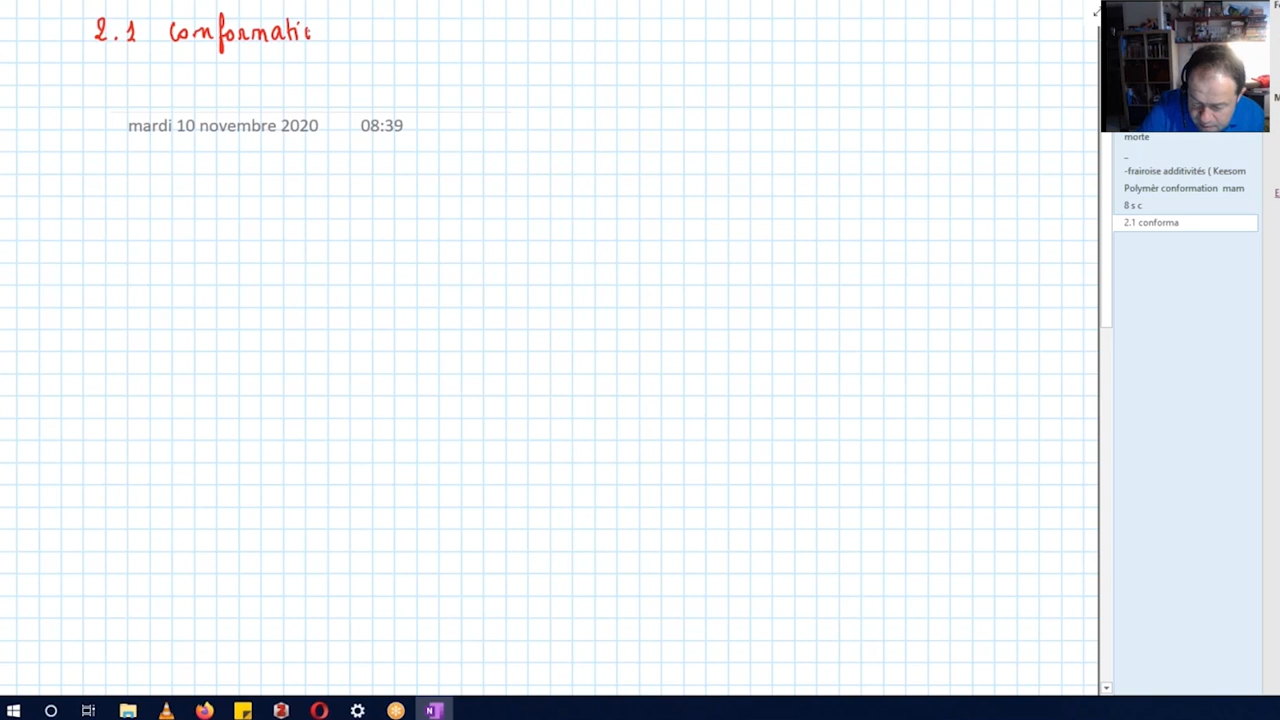 2.1 conformatio
mardi 10 novembre 2020 08:39
morte
_
-frairoise additivités ( Keesom
Polymèr conformation mam
8 s c
2.1 conforma